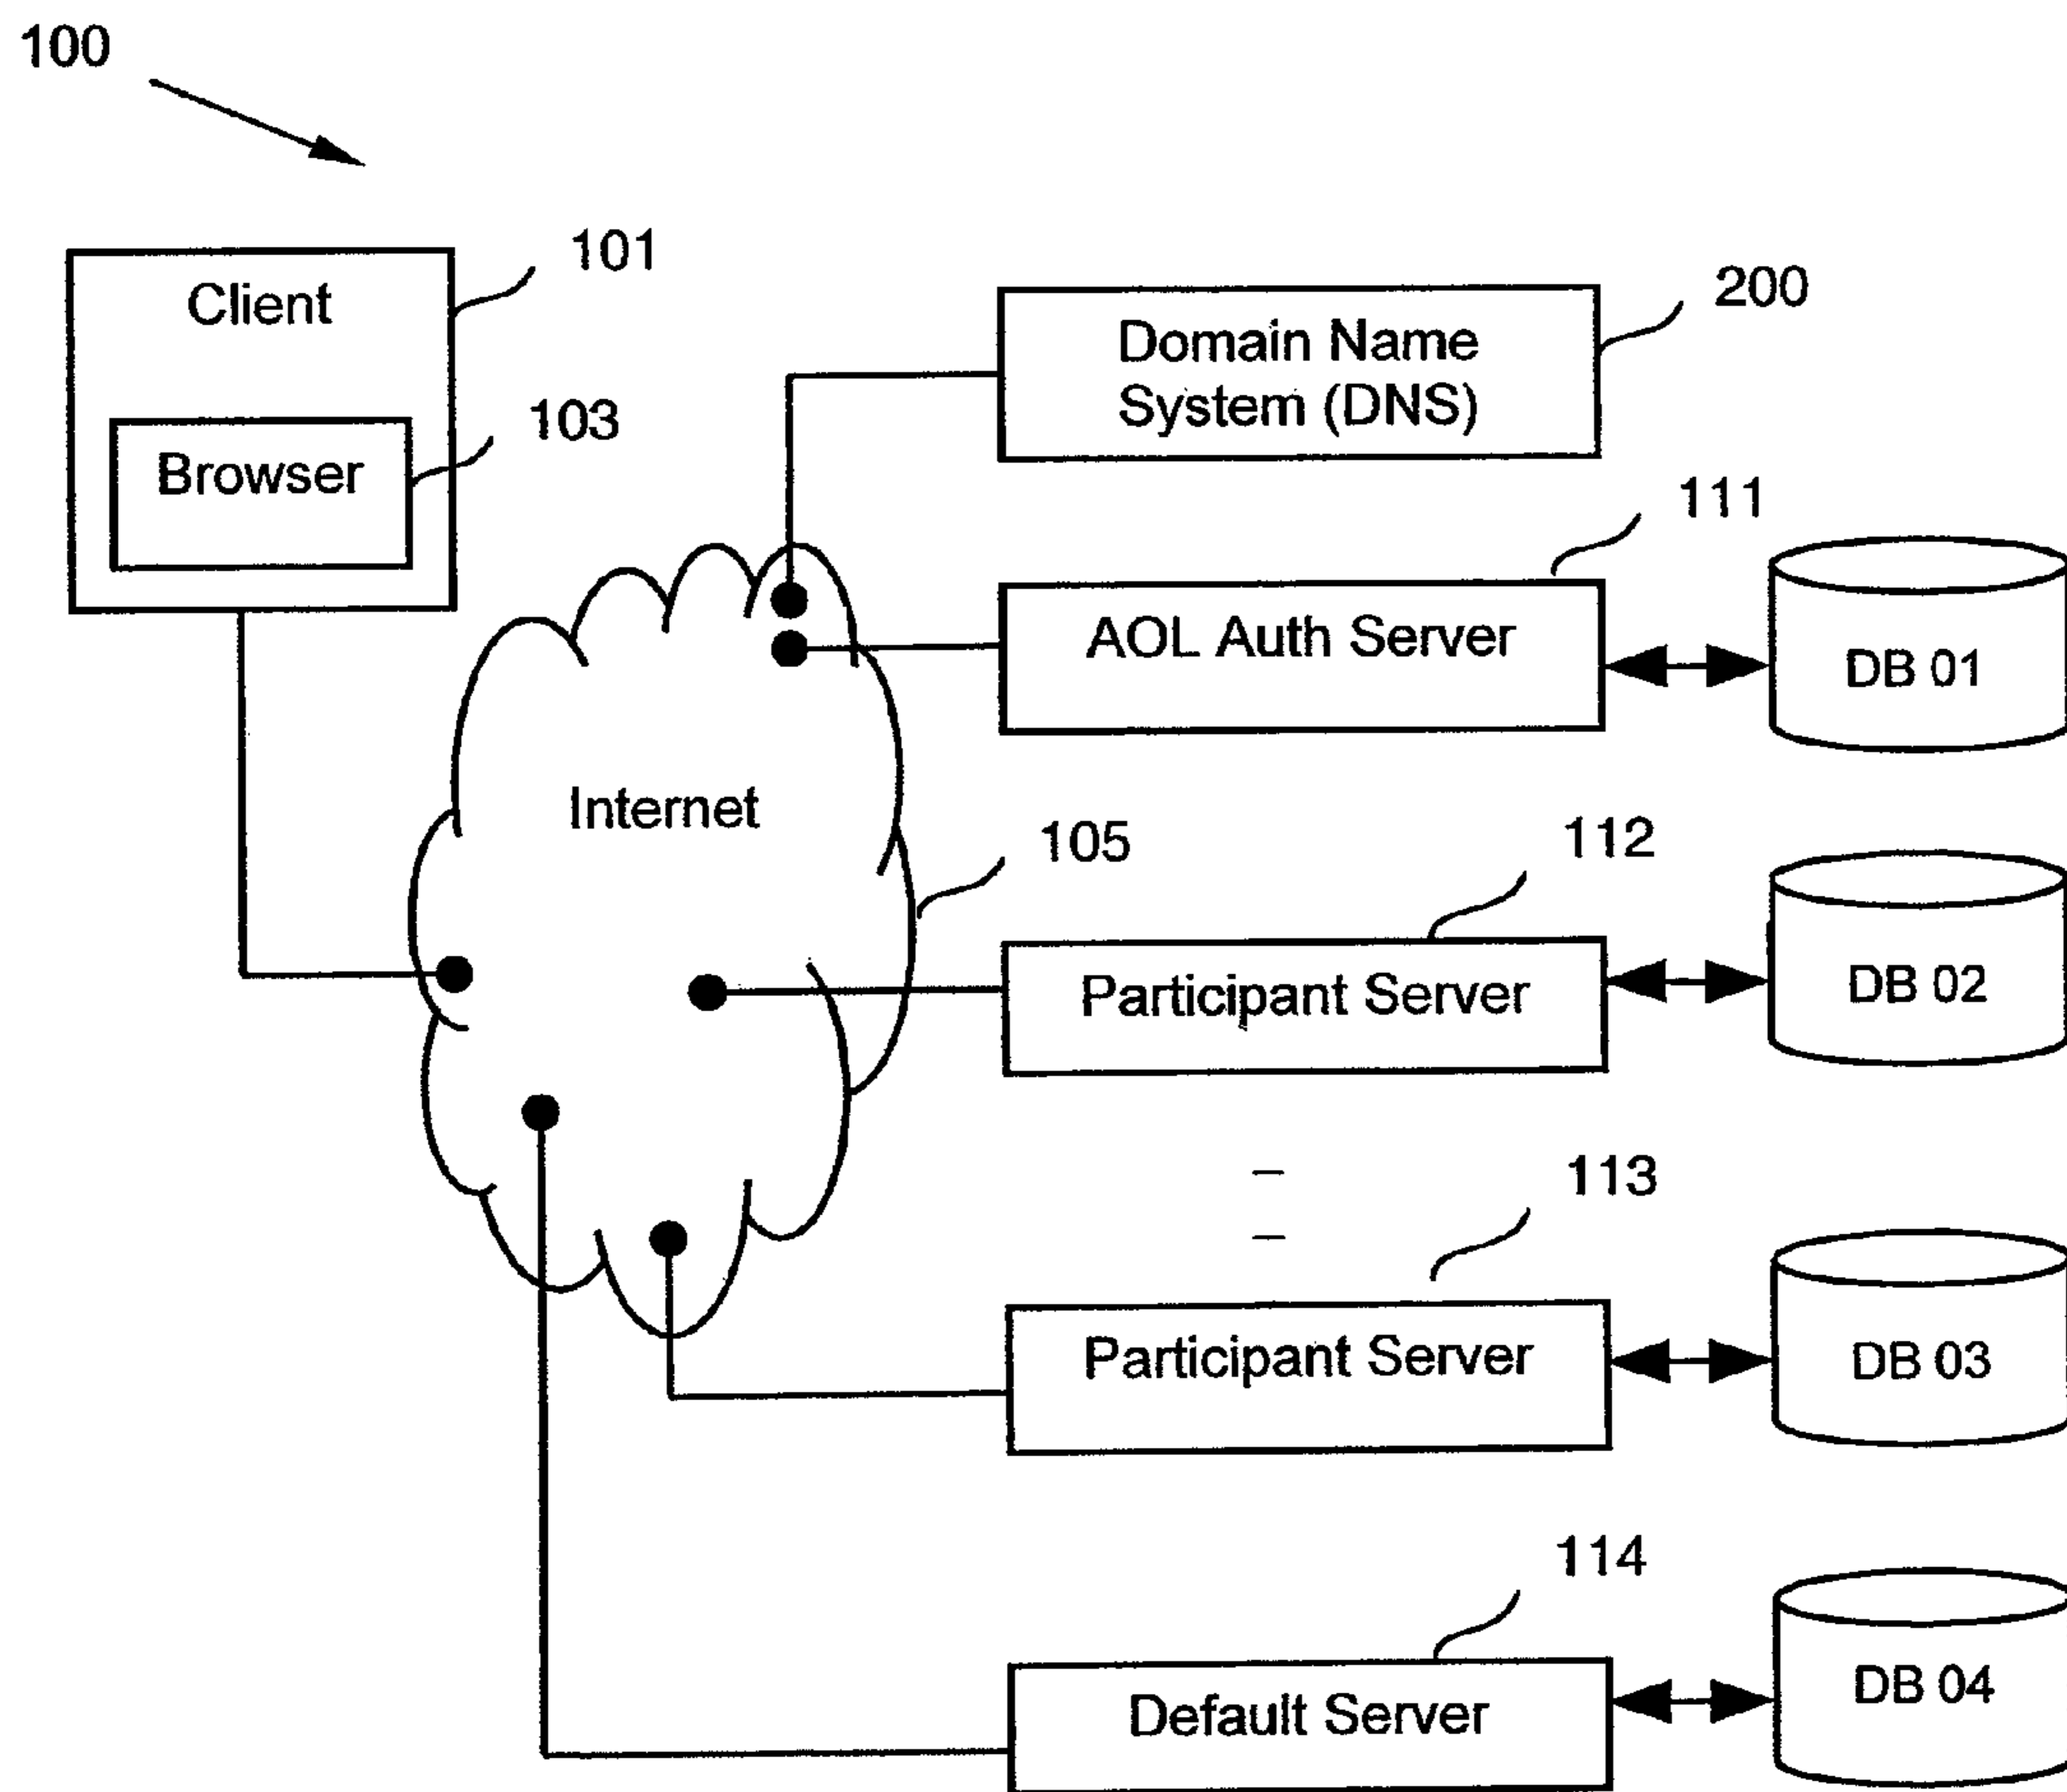 100
101
Client
200
Domain Name
System (DNS)
103
Browser
111
AOL Auth Server
DB 01
Internet
105
112
Participant Server
DB 02
113
Participant Server
DB 03
114
Default Server
DB 04